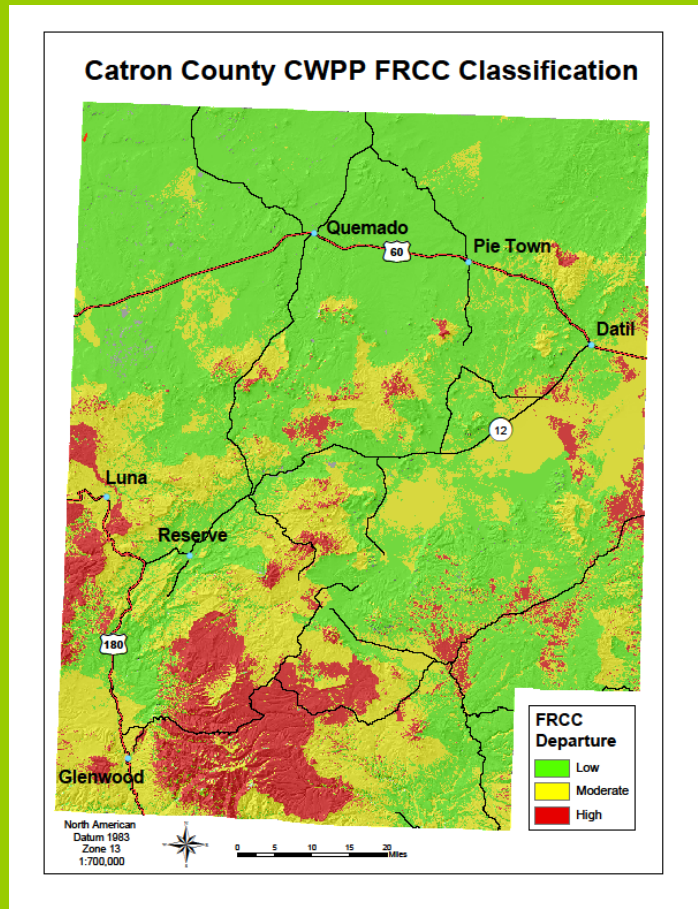 Catron County CWPP FRCC Classification
Quemado
60
Pie Town
Datil
12
Luna
Reserve
180
Glenwood
FRCC
Departure
Low
Moderate
High
North American
Datum 1983
Zone 13
1:700,000
0 5 10 15 20
Miles